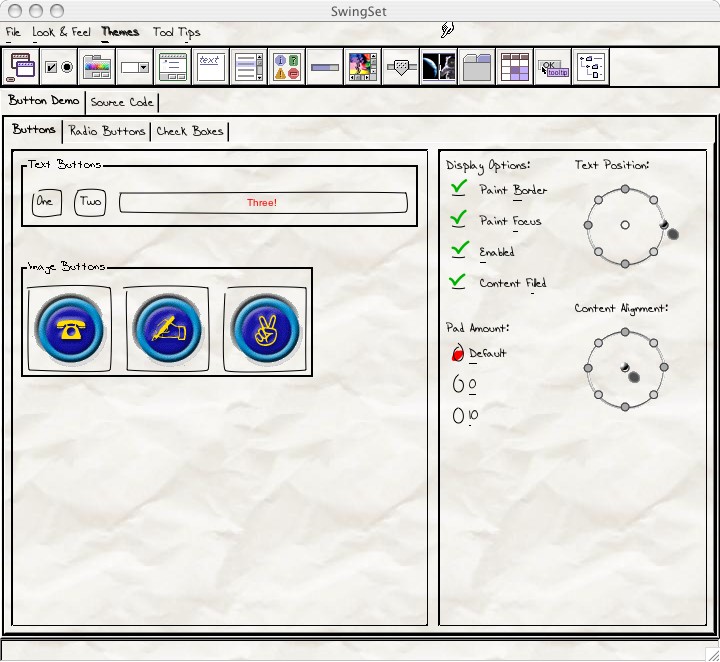 SwingSet
File Look & Feel Themes Tool Tips
text
OK
tooltip
Button Demo Source Code
Buttons Radio Buttons Check Boxes
Text Buttons
One Two Three!
Image Buttons
Display Options:
Paint Border
Paint Focus
Enabled
Content Filled
Pad Amount:
Default
0
10
Text Position:
Content Alignment: